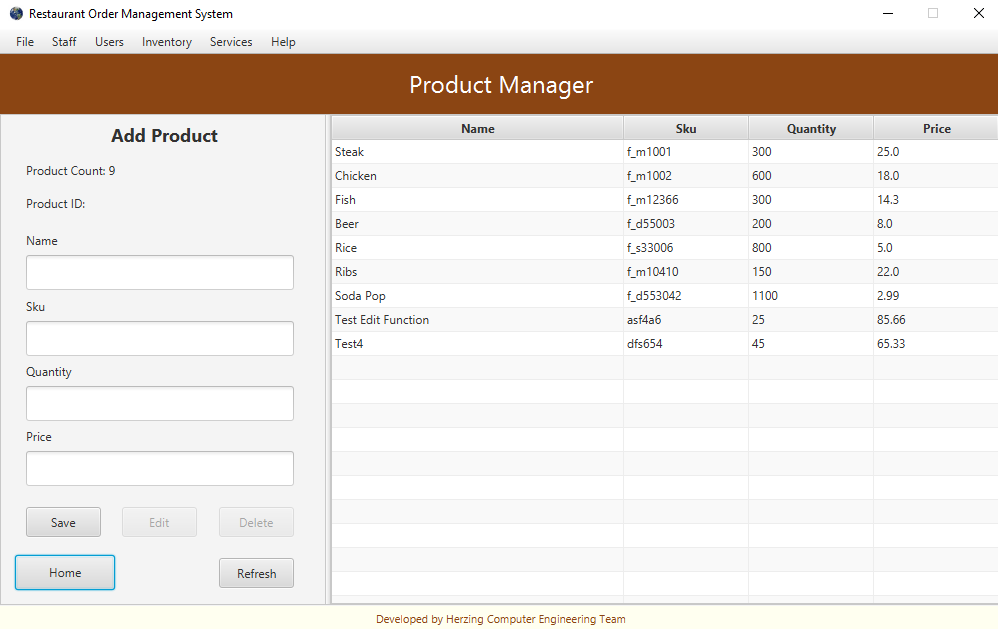 Restaurant Order Management System
File Staff Users Inventory Services Help
Product Manager
Add Product
Product Count: 9
Product ID:
Name
Sku
Quantity
Price
Save Edit Delete
Home Refresh
Name Sku Quantity Price
Steak f_m1001 300 25.0
Chicken f_m1002 600 18.0
Fish f_m12366 300 14.3
Beer f_d55003 200 8.0
Rice f_s33006 800 5.0
Ribs f_m10410 150 22.0
Soda Pop f_d553042 1100 2.99
Test Edit Function asf4a6 25 85.66
Test4 dfs654 45 65.33
Developed by Herzing Computer Engineering Team